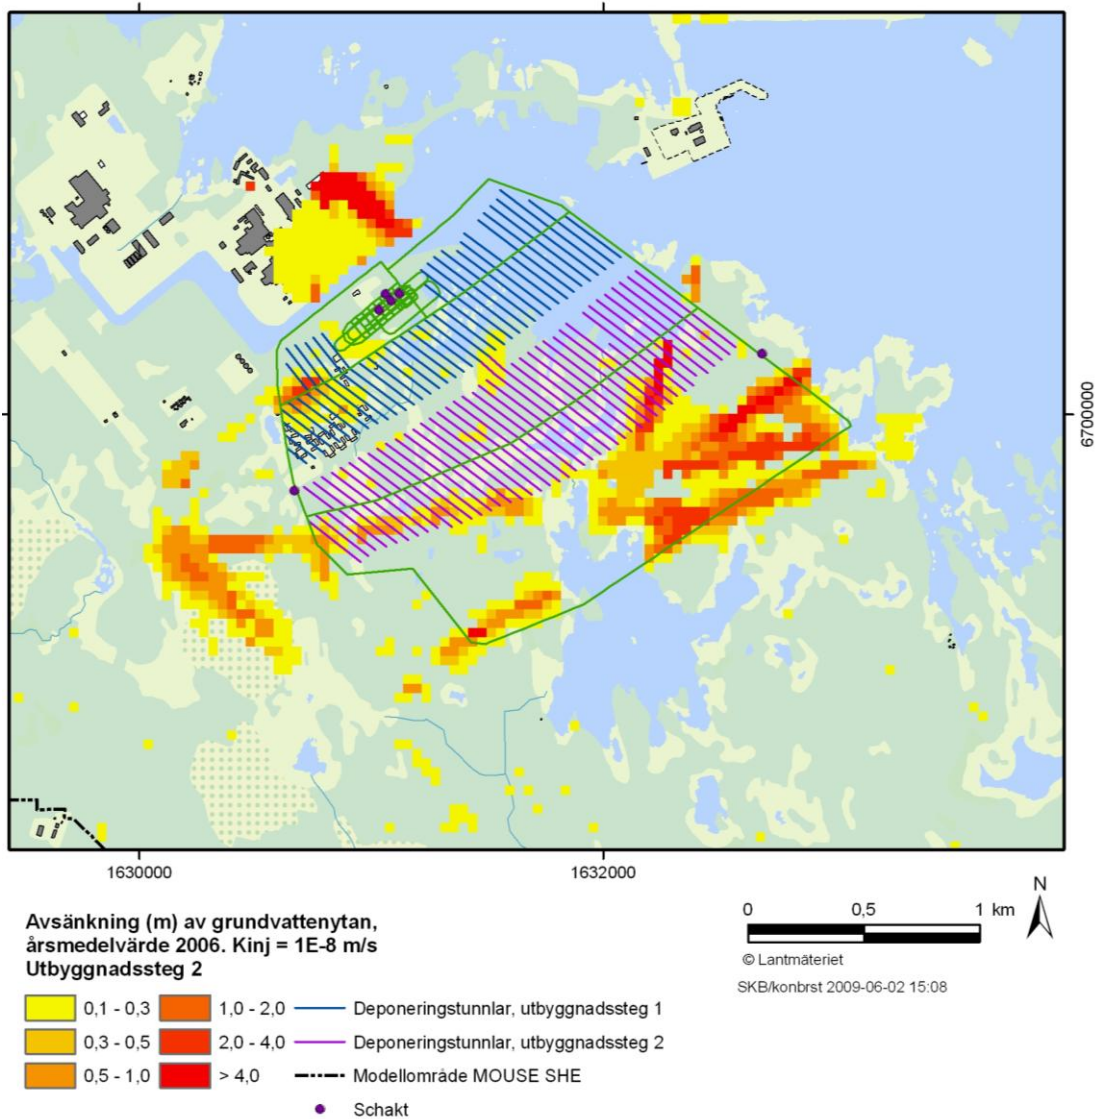 6700000
1630000
1632000
Avsänkning (m) av grundvattenytan,
årsmedelvärde 2006. Kinj = 1E-8 m/s
Utbyggnadssteg 2
0,1 - 0,3
1,0 - 2,0
Deponeringstunnlar, utbyggnadssteg 1
0,3 - 0,5
2,0 - 4,0
Deponeringstunnlar, utbyggnadssteg 2
0,5 - 1,0
> 4,0
Modellområde MOUSE SHE
Schakt
0 0,5 1 km
N
© Lantmäteriet
SKB/konbrst 2009-06-02 15:08